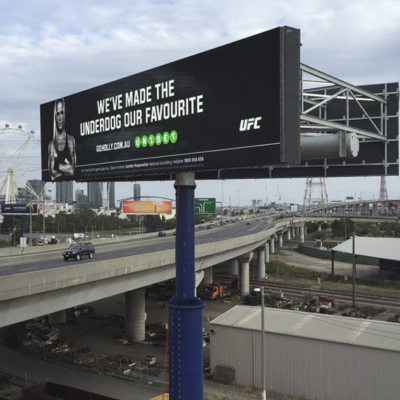 WE'VE MADE THE
UNDERDOG OUR FAVOURITE
GOHOLLY.COM.AU UNIBET
UFC